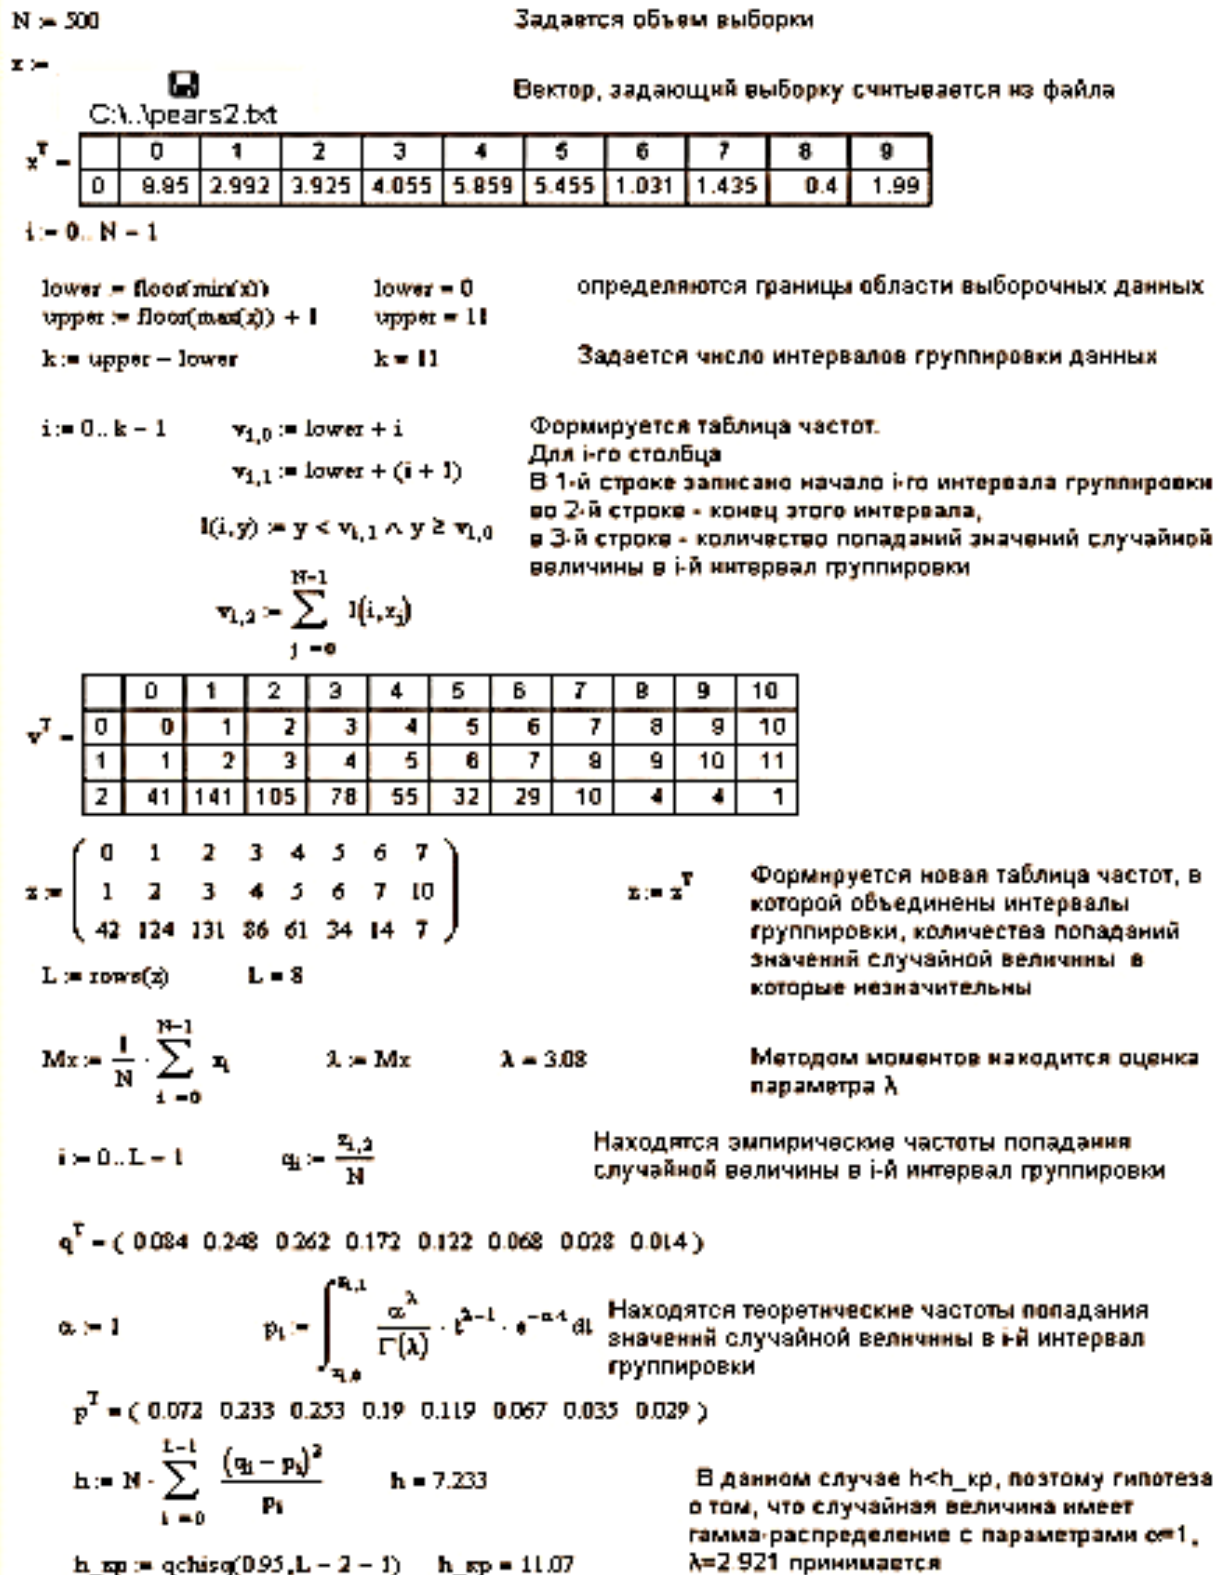 N := 500 Задается объем выборки
x :=
Вектор, задающий выборку считывается из файла
C:\..\pears2.txt
x^T = 0 1 2 3 4 5 6 7 8 9
0 8.85 2.992 3.925 4.055 5.859 5.455 1.031 1.435 0.4 1.99
i := 0.. N − 1
lower := floor(min(x)) lower = 0 определяются границы области выборочных данных
upper := floor(max(x)) + 1 upper = 11
k := upper − lower k = 11 Задается число интервалов группировки данных
i := 0.. k − 1 v_{i,0} := lower + i Формируется таблица частот.
Для i-го столбца
v_{i,1} := lower + (i + 1) В 1-й строке записано начало i-го интервала группировки
во 2-й строке - конец этого интервала,
I(i,y) := y < v_{i,1} ∧ y ≥ v_{i,0} в 3-й строке - количество попаданий значений случайной
величины в i-й интервал группировки
v_{i,2} := ∑_{j=0}^{N−1} I(i,x_j)
0 1 2 3 4 5 6 7 8 9 10
v^T = 0 0 1 2 3 4 5 6 7 8 9 10
1 1 2 3 4 5 6 7 8 9 10 11
2 41 141 105 78 55 32 29 10 4 4 1
z := 0 1 2 3 4 5 6 7
1 2 3 4 5 6 7 10
42 124 131 86 61 34 14 7
z := z^T Формируется новая таблица частот, в
которой объединены интервалы
группировки, количества попаданий
значений случайной величины в
которые незначительны
L := rows(z) L = 8
Mx := 1/N · ∑_{i=0}^{N−1} x_i λ := Mx λ = 3.08 Методом моментов находится оценка
параметра λ
i := 0.. L − 1 q_i := z_{i,2}/N Находятся эмпирические частоты попадания
случайной величины в i-й интервал группировки
q^T = ( 0.084 0.248 0.262 0.172 0.122 0.068 0.028 0.014 )
α := 1 p_i := ∫_{z_{i,0}}^{z_{i,1}} α^λ/Γ(λ) · t^{λ−1} · e^{−α·t} dt Находятся теоретические частоты попадания
значений случайной величины в i-й интервал
группировки
p^T = ( 0.072 0.233 0.253 0.19 0.119 0.067 0.035 0.029 )
h := N · ∑_{i=0}^{L−1} (q_i − p_i)^2/p_i h = 7.233 В данном случае h<h_кр, поэтому гипотеза
о том, что случайная величина имеет
гамма-распределение с параметрами α=1,
h_кр := qchisq(0.95, L − 2 − 1) h_кр = 11.07 λ=2.921 принимается